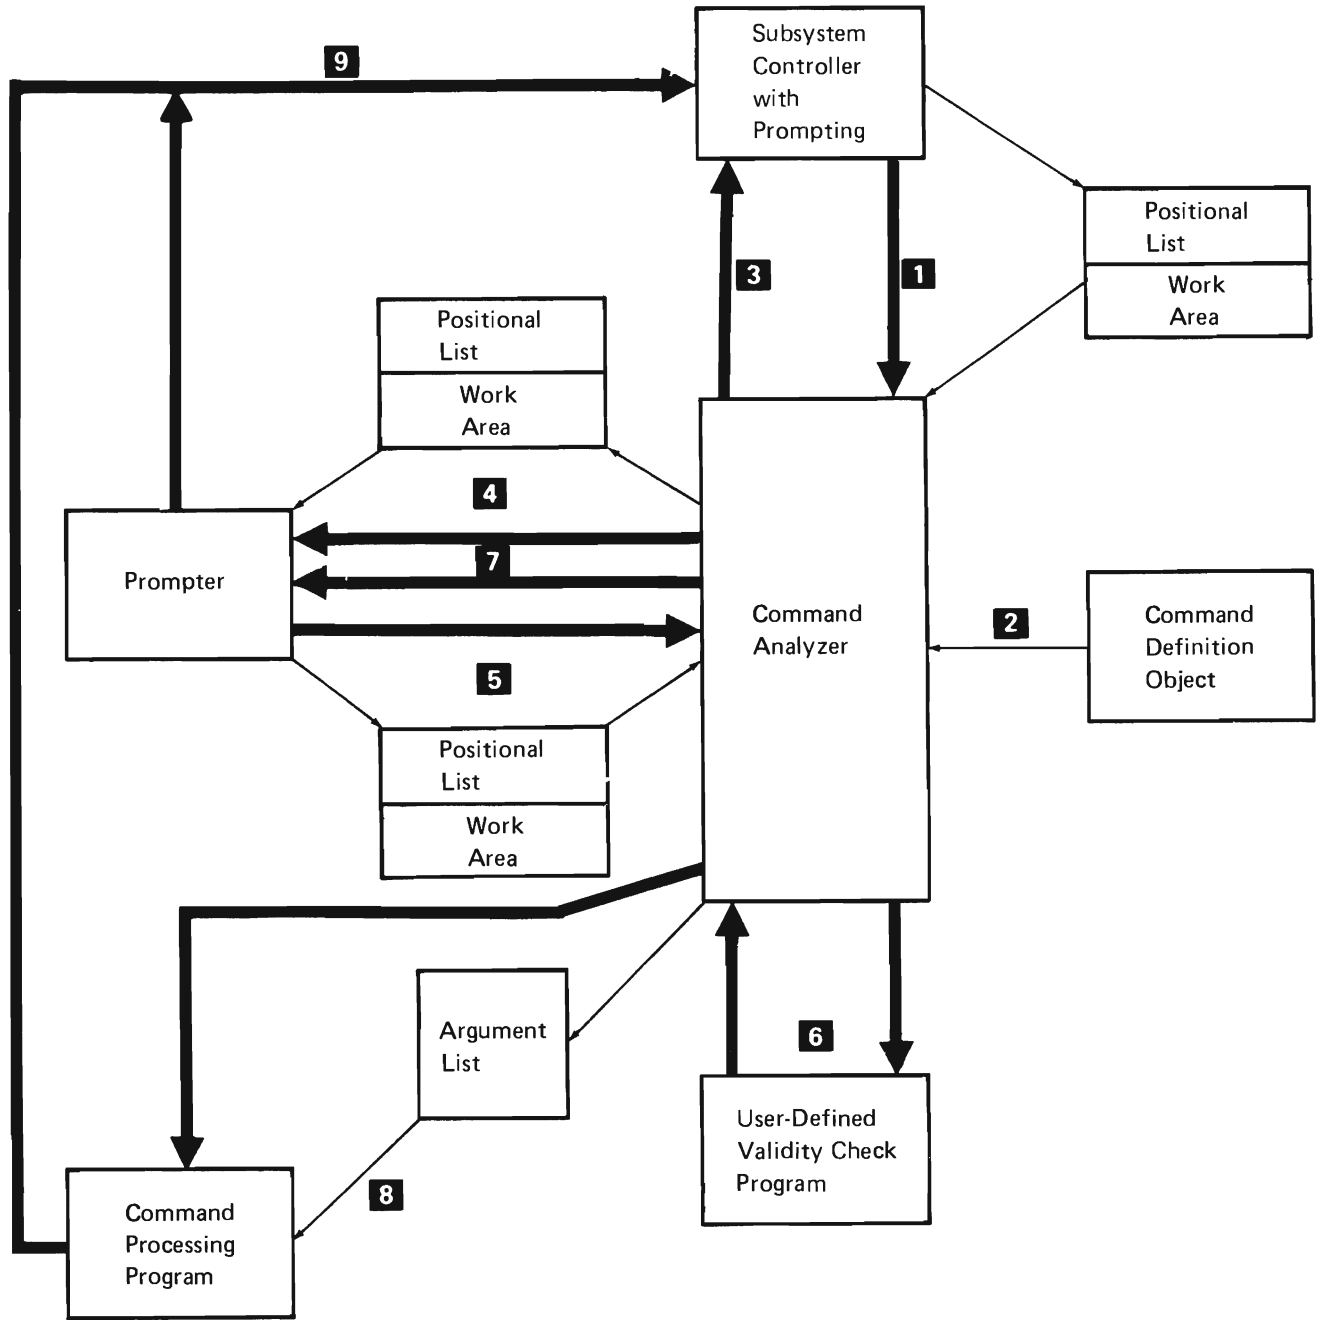 9
Subsystem
Controller
with
Prompting
Positional
List
Work
Area
3
1
Positional
List
Work
Area
4
7
Prompter
5
Command
Analyzer
2
Command
Definition
Object
Positional
List
Work
Area
Argument
List
6
8
User-Defined
Validity Check
Program
Command
Processing
Program